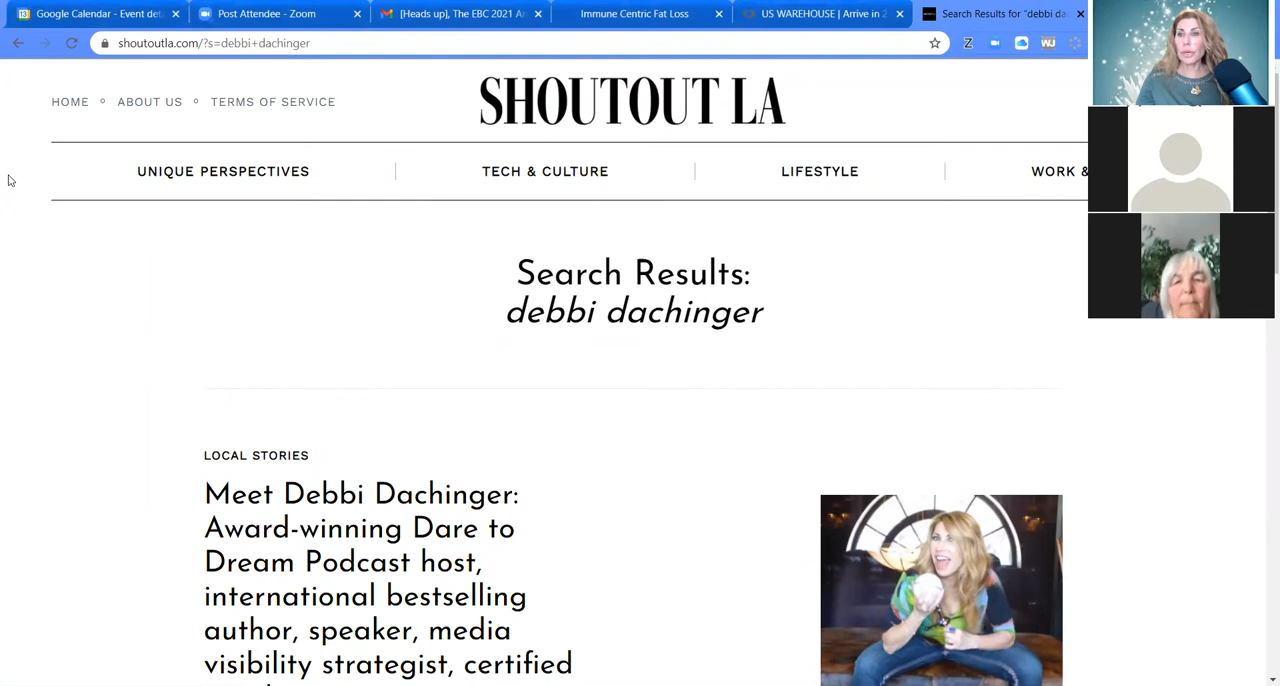 Google Calendar - Event det
Post Attendee - Zoom
[Heads up], The EBC 2021 A
Immune Centric Fat Loss
US WAREHOUSE | Arrive in 2
Search Results for "debbi da
shoutoutla.com/?s=debbi+dachinger
HOME
ABOUT US
TERMS OF SERVICE
SHOUTOUT LA
UNIQUE PERSPECTIVES
TECH & CULTURE
LIFESTYLE
WORK &
Search Results:
debbi dachinger
LOCAL STORIES
Meet Debbi Dachinger:
Award-winning Dare to
Dream Podcast host,
international bestselling
author, speaker, media
visibility strategist, certified